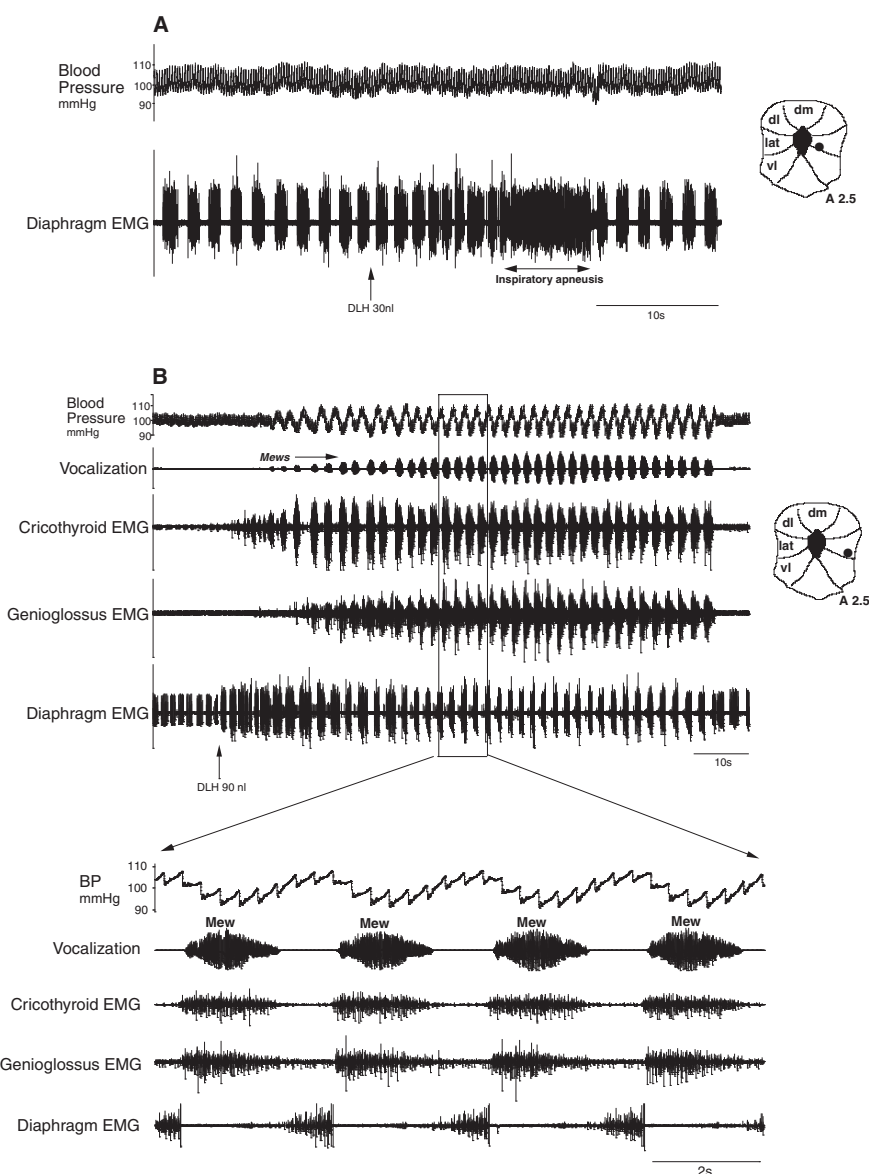 A
Blood
Pressure
mmHg
110
100
90
dm
dl
lat
vl
A 2.5
Diaphragm EMG
Inspiratory apneusis
DLH 30nl
10s
B
Blood
Pressure
mmHg
110
100
90
Mews
Vocalization
Cricothyroid EMG
dm
dl
lat
vl
A 2.5
Genioglossus EMG
Diaphragm EMG
10s
DLH 90 nl
BP
mmHg
110
100
90
Mew Mew Mew Mew
Vocalization
Cricothyroid EMG
Genioglossus EMG
Diaphragm EMG
2s